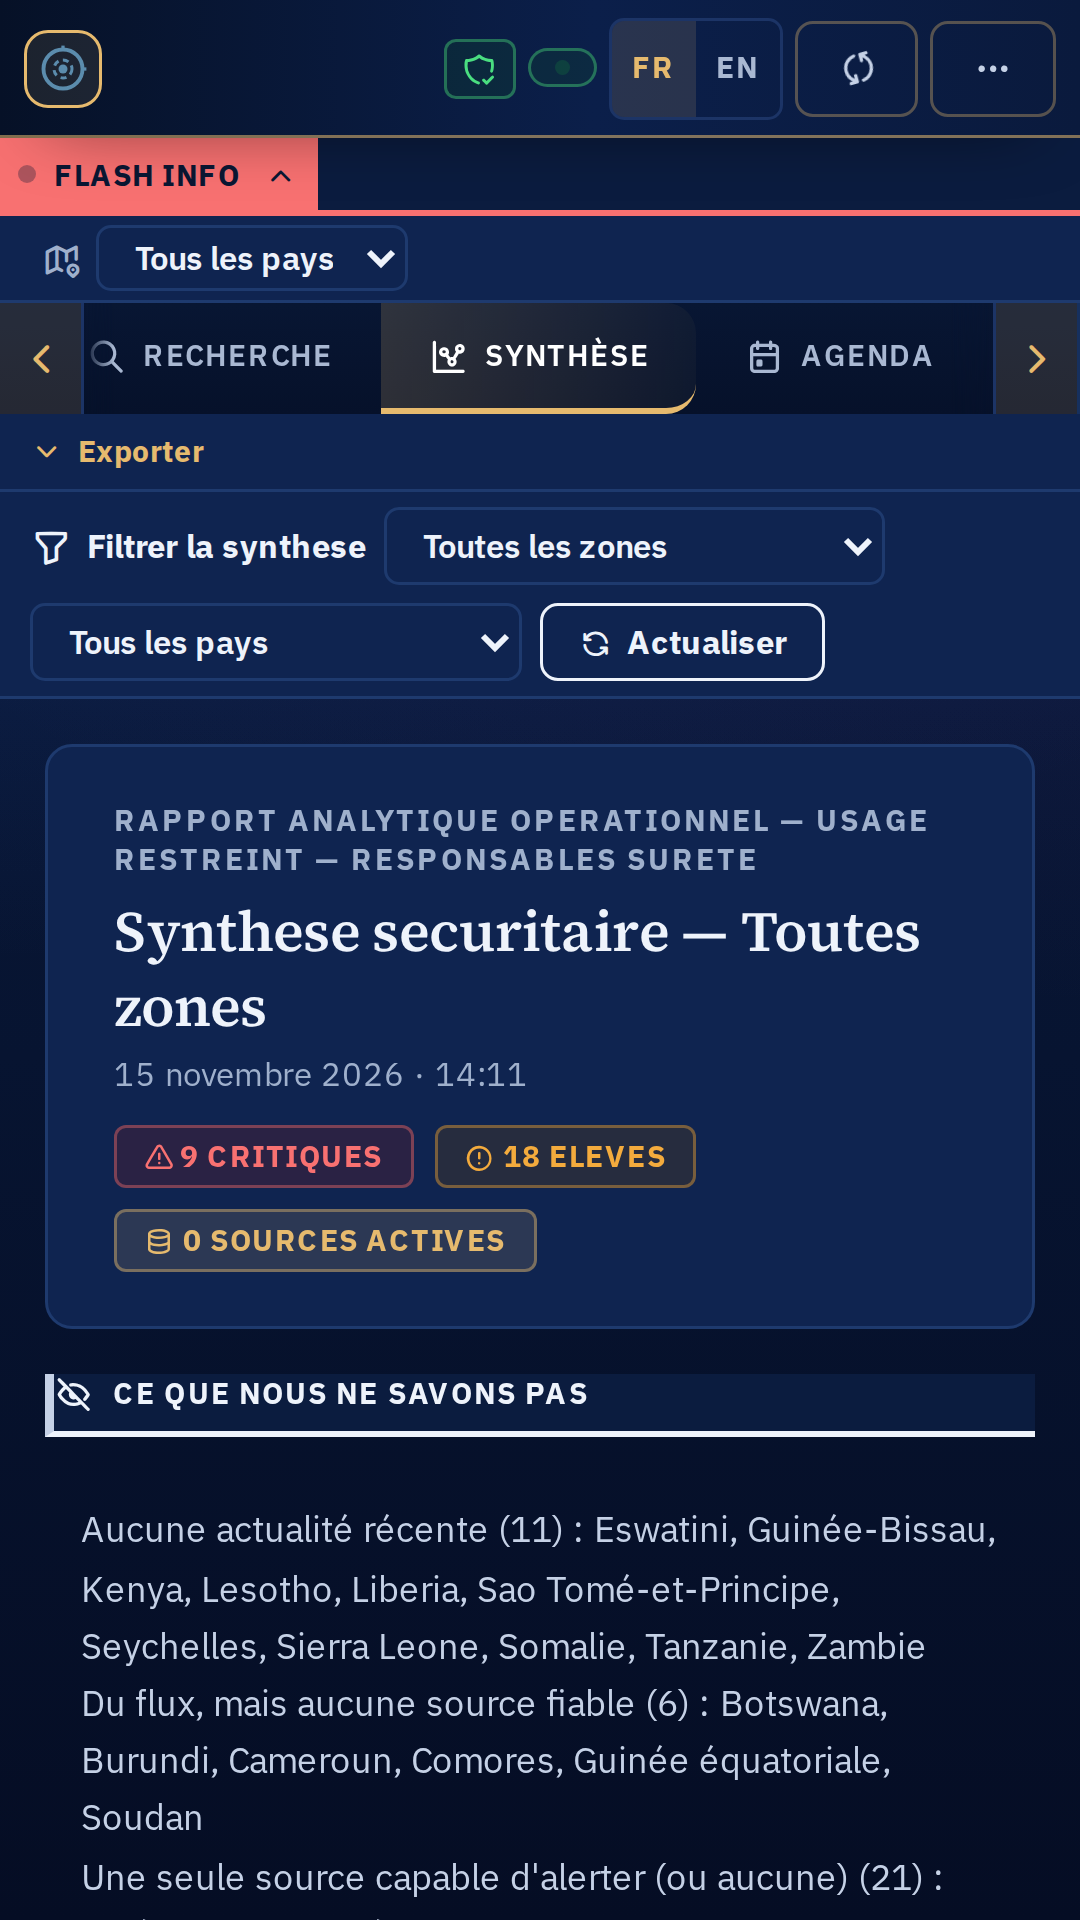 FR
EN
FLASH INFO
Tous les pays
RECHERCHE
SYNTHÈSE
AGENDA
Exporter
Filtrer la synthese
Toutes les zones
Tous les pays
Actualiser
RAPPORT ANALYTIQUE OPERATIONNEL — USAGE
RESTREINT — RESPONSABLES SURETE
Synthese securitaire — Toutes
zones
15 novembre 2026 · 14:11
9 CRITIQUES
18 ELEVES
0 SOURCES ACTIVES
CE QUE NOUS NE SAVONS PAS
Aucune actualité récente (11) : Eswatini, Guinée-Bissau,
Kenya, Lesotho, Liberia, Sao Tomé-et-Principe,
Seychelles, Sierra Leone, Somalie, Tanzanie, Zambie
Du flux, mais aucune source fiable (6) : Botswana,
Burundi, Cameroun, Comores, Guinée équatoriale,
Soudan
Une seule source capable d'alerter (ou aucune) (21) :